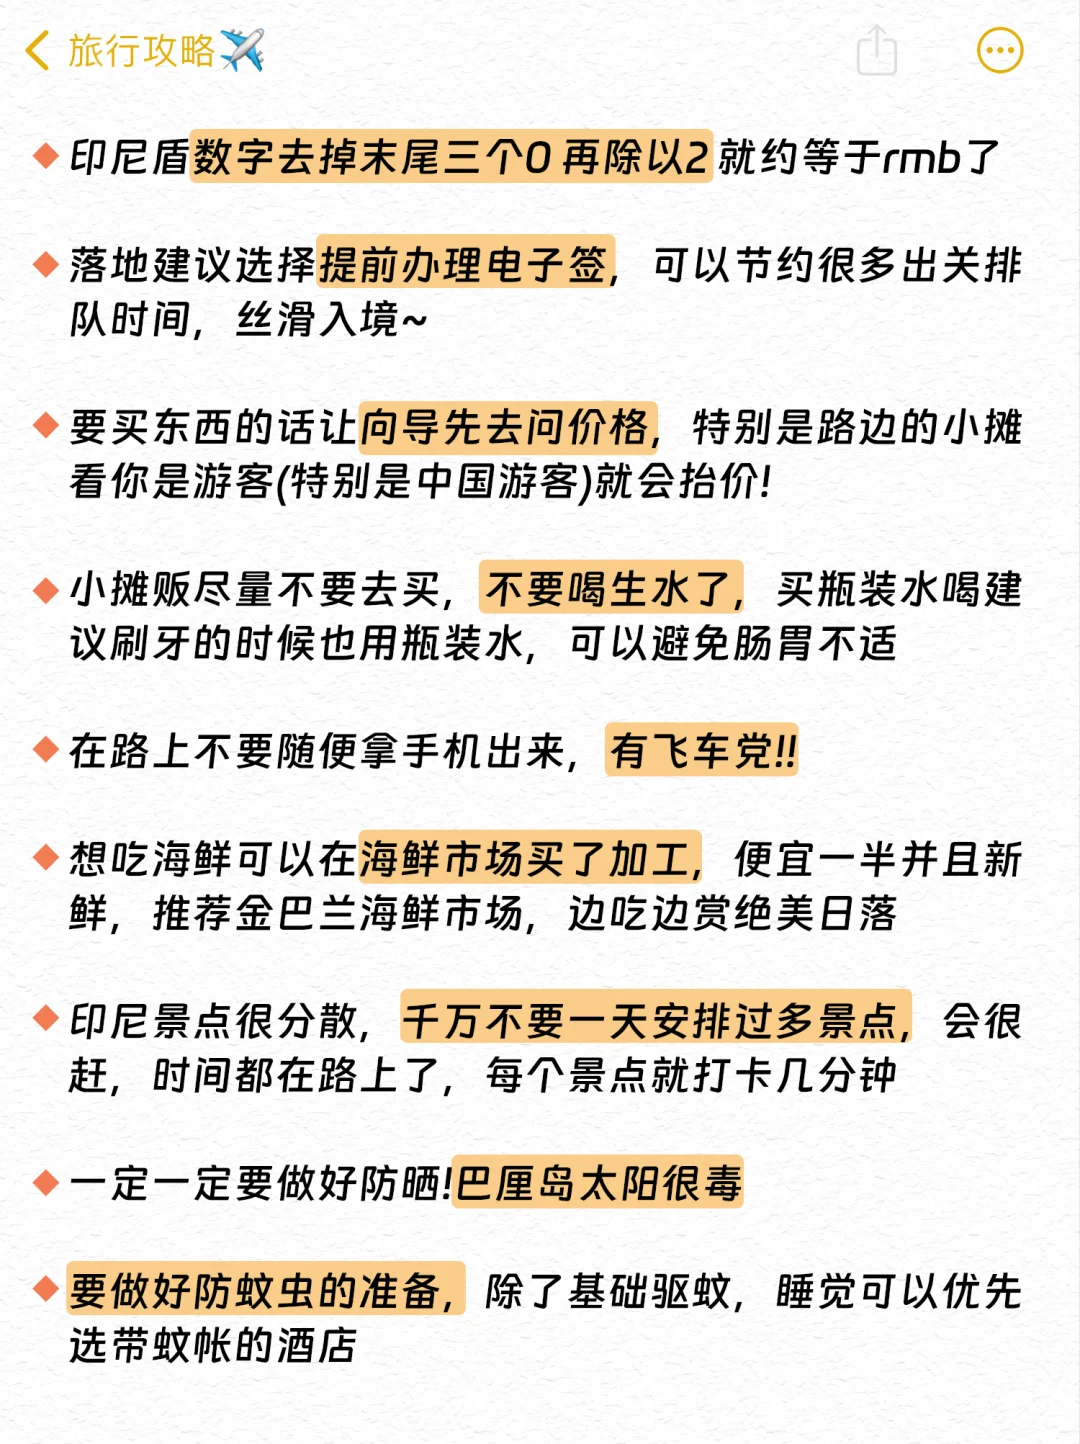 旅行攻略
印尼盾数字去掉末尾三个0 再除以2 就约等于rmb了
落地建议选择提前办理电子签，可以节约很多出关排
队时间，丝滑入境~
要买东西的话让向导先去问价格，特别是路边的小摊
看你是游客(特别是中国游客)就会抬价!
小摊贩尽量不要去买，不要喝生水了，买瓶装水喝建
议刷牙的时候也用瓶装水，可以避免肠胃不适
在路上不要随便拿手机出来，有飞车党!!
想吃海鲜可以在海鲜市场买了加工，便宜一半并且新
鲜，推荐金巴兰海鲜市场，边吃边赏绝美日落
印尼景点很分散，千万不要一天安排过多景点，会很
赶，时间都在路上了，每个景点就打卡几分钟
一定一定要做好防晒!巴厘岛太阳很毒
要做好防蚊虫的准备，除了基础驱蚊，睡觉可以优先
选带蚊帐的酒店